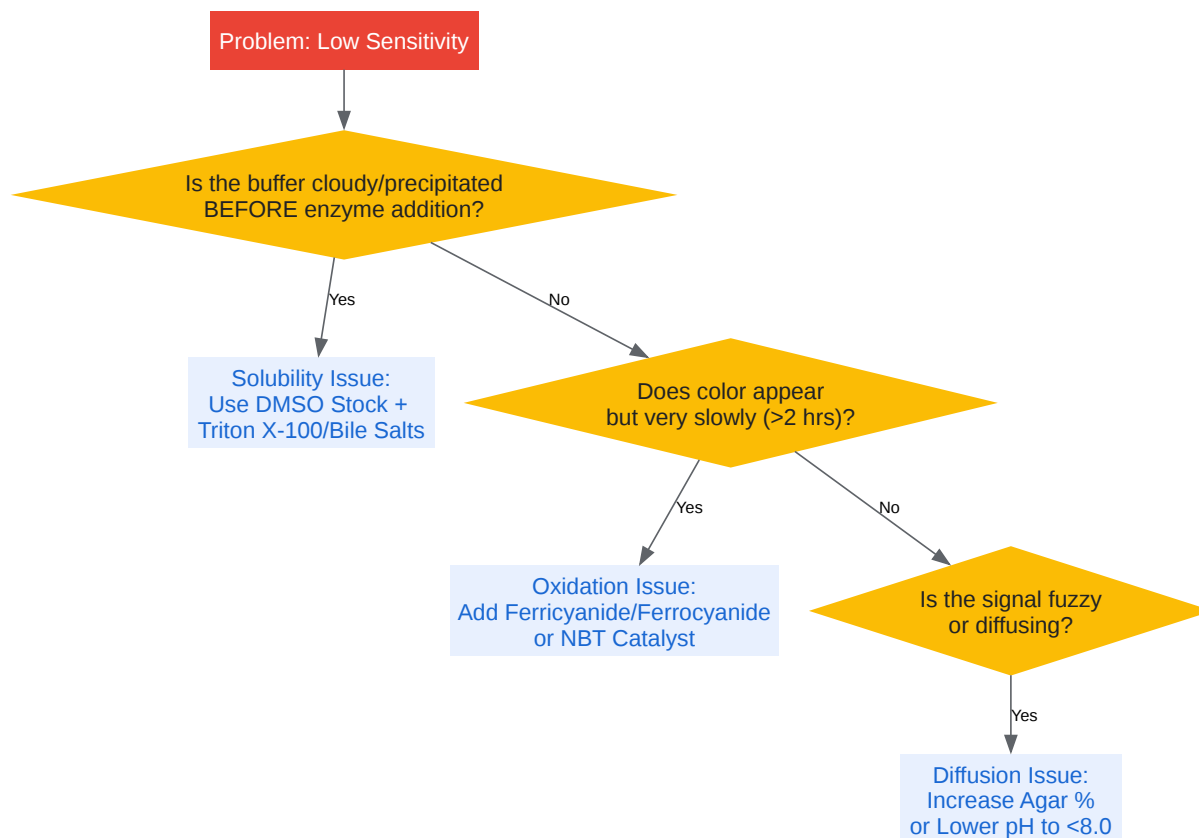 Problem: Low Sensitivity
Is the buffer cloudy/precipitated
BEFORE enzyme addition?
Yes
No
Solubility Issue:
Use DMSO Stock +
Triton X-100/Bile Salts
Does color appear
but very slowly (>2 hrs)?
Yes
No
Oxidation Issue:
Add Ferricyanide/Ferrocyanide
or NBT Catalyst
Is the signal fuzzy
or diffusing?
Yes
Diffusion Issue:
Increase Agar %
or Lower pH to <8.0